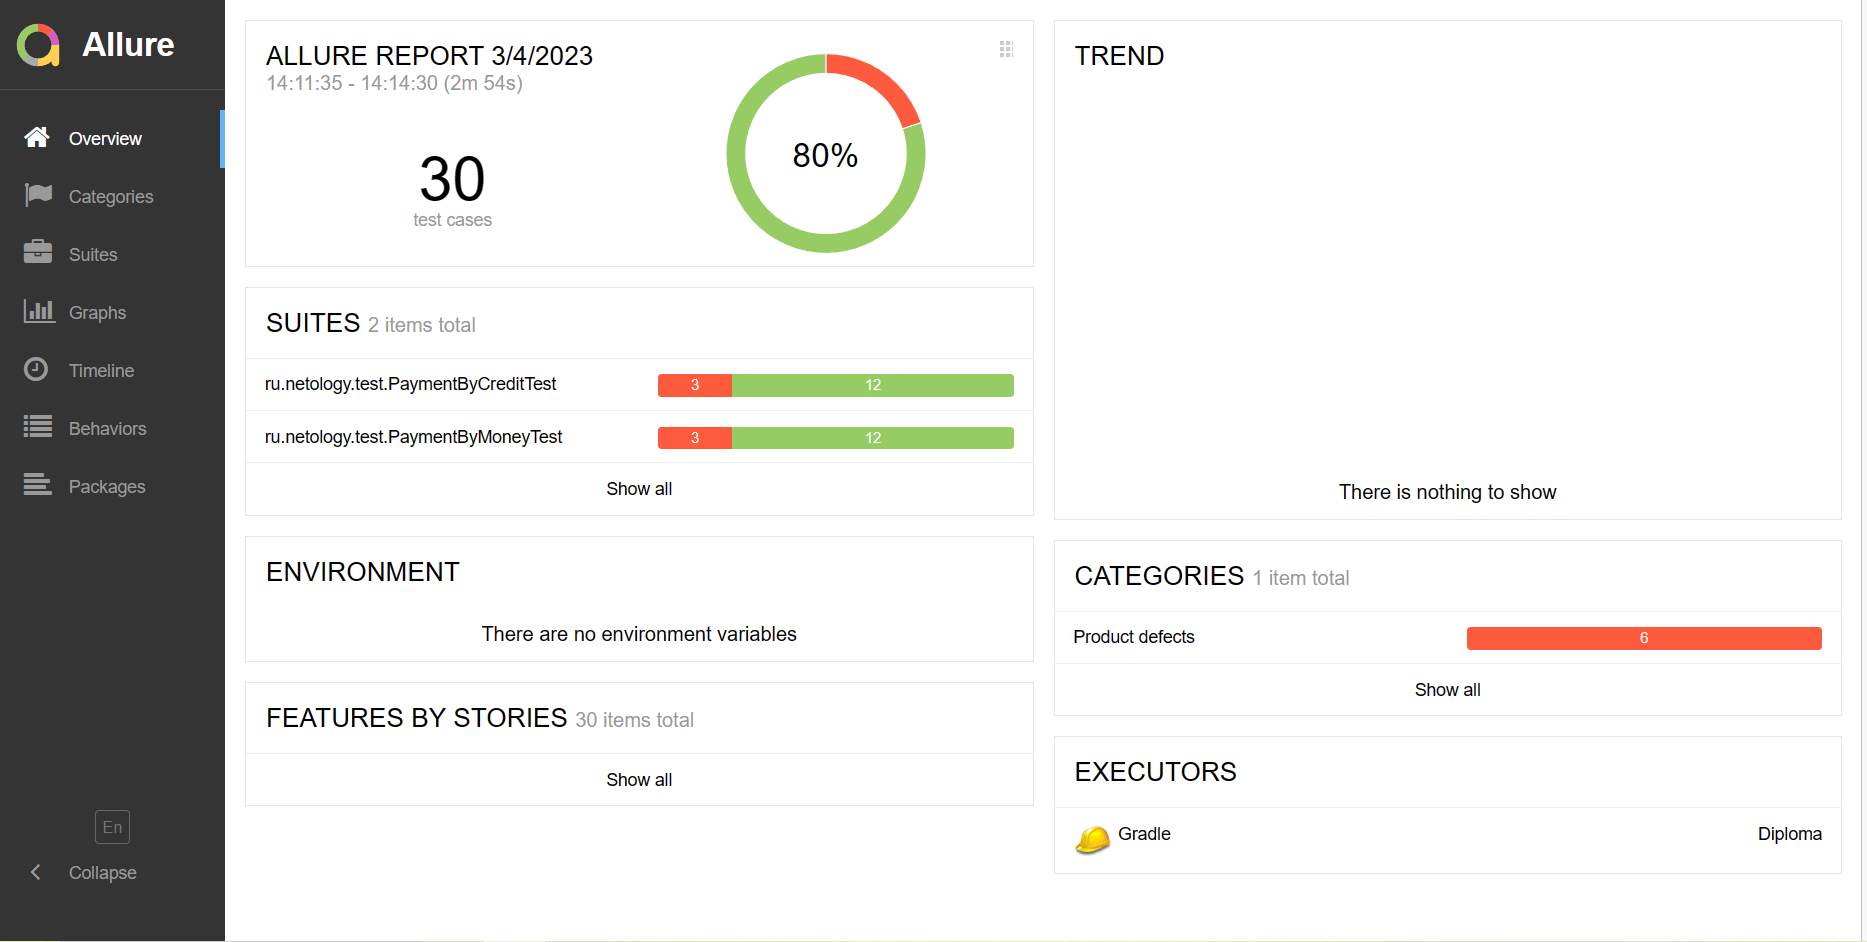 Allure
Overview
Categories
Suites
Graphs
Timeline
Behaviors
Packages
En
Collapse
ALLURE REPORT 3/4/2023
14:11:35 - 14:14:30 (2m 54s)
30
test cases
80%
SUITES 2 items total
ru.netology.test.PaymentByCreditTest 3 12
ru.netology.test.PaymentByMoneyTest 3 12
Show all
ENVIRONMENT
There are no environment variables
FEATURES BY STORIES 30 items total
Show all
TREND
There is nothing to show
CATEGORIES 1 item total
Product defects 6
Show all
EXECUTORS
Gradle Diploma